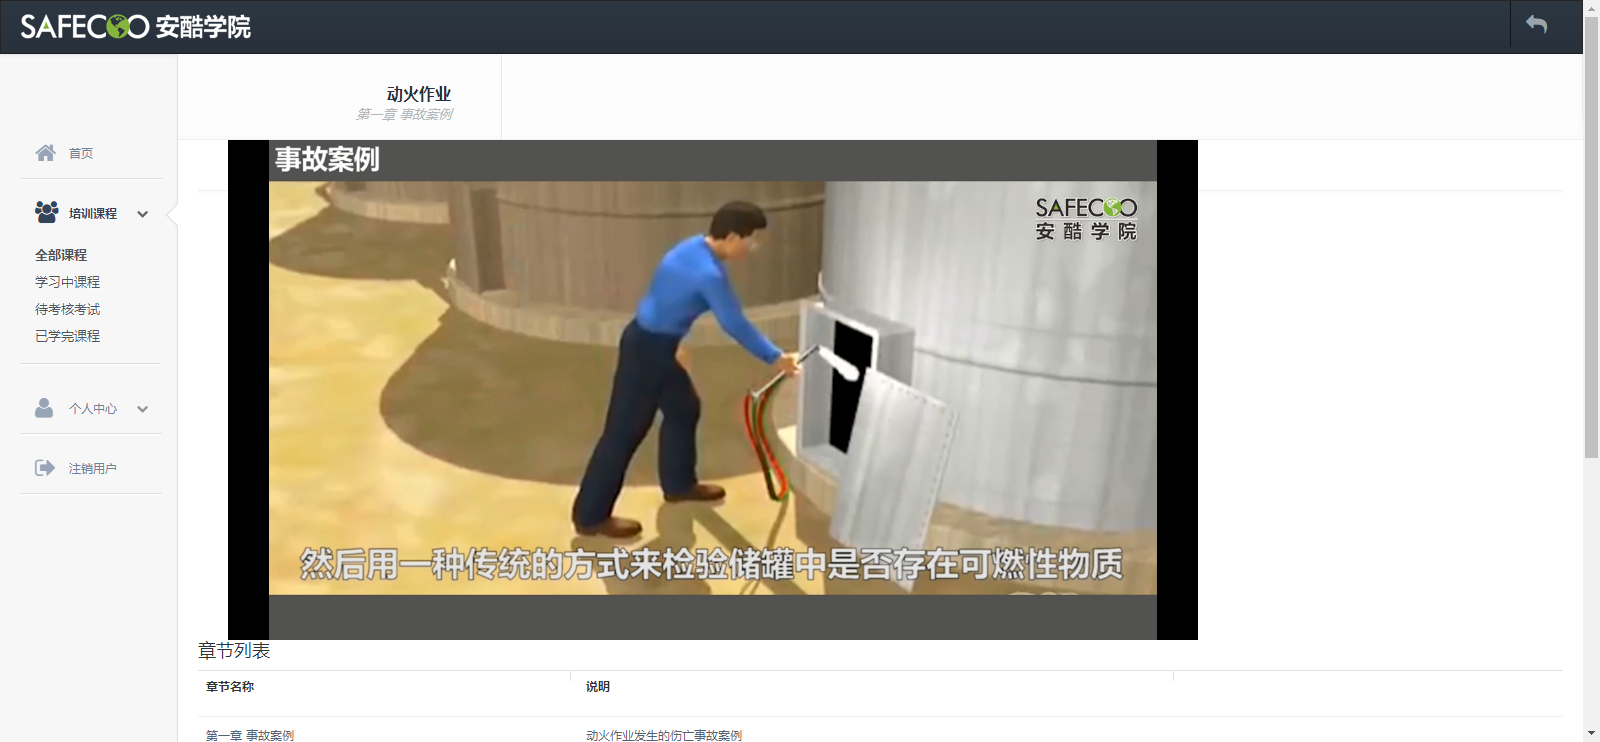 SAFECOO 安酷学院
动火作业
第一章 事故案例
首页
培训课程
全部课程
学习中课程
待考核考试
已学完课程
个人中心
注销用户
事故案例
SAFECOO
安酷学院
然后用一种传统的方式来检验储罐中是否存在可燃性物质
章节列表
章节名称 说明
第一章 事故案例 动火作业发生的伤亡事故案例